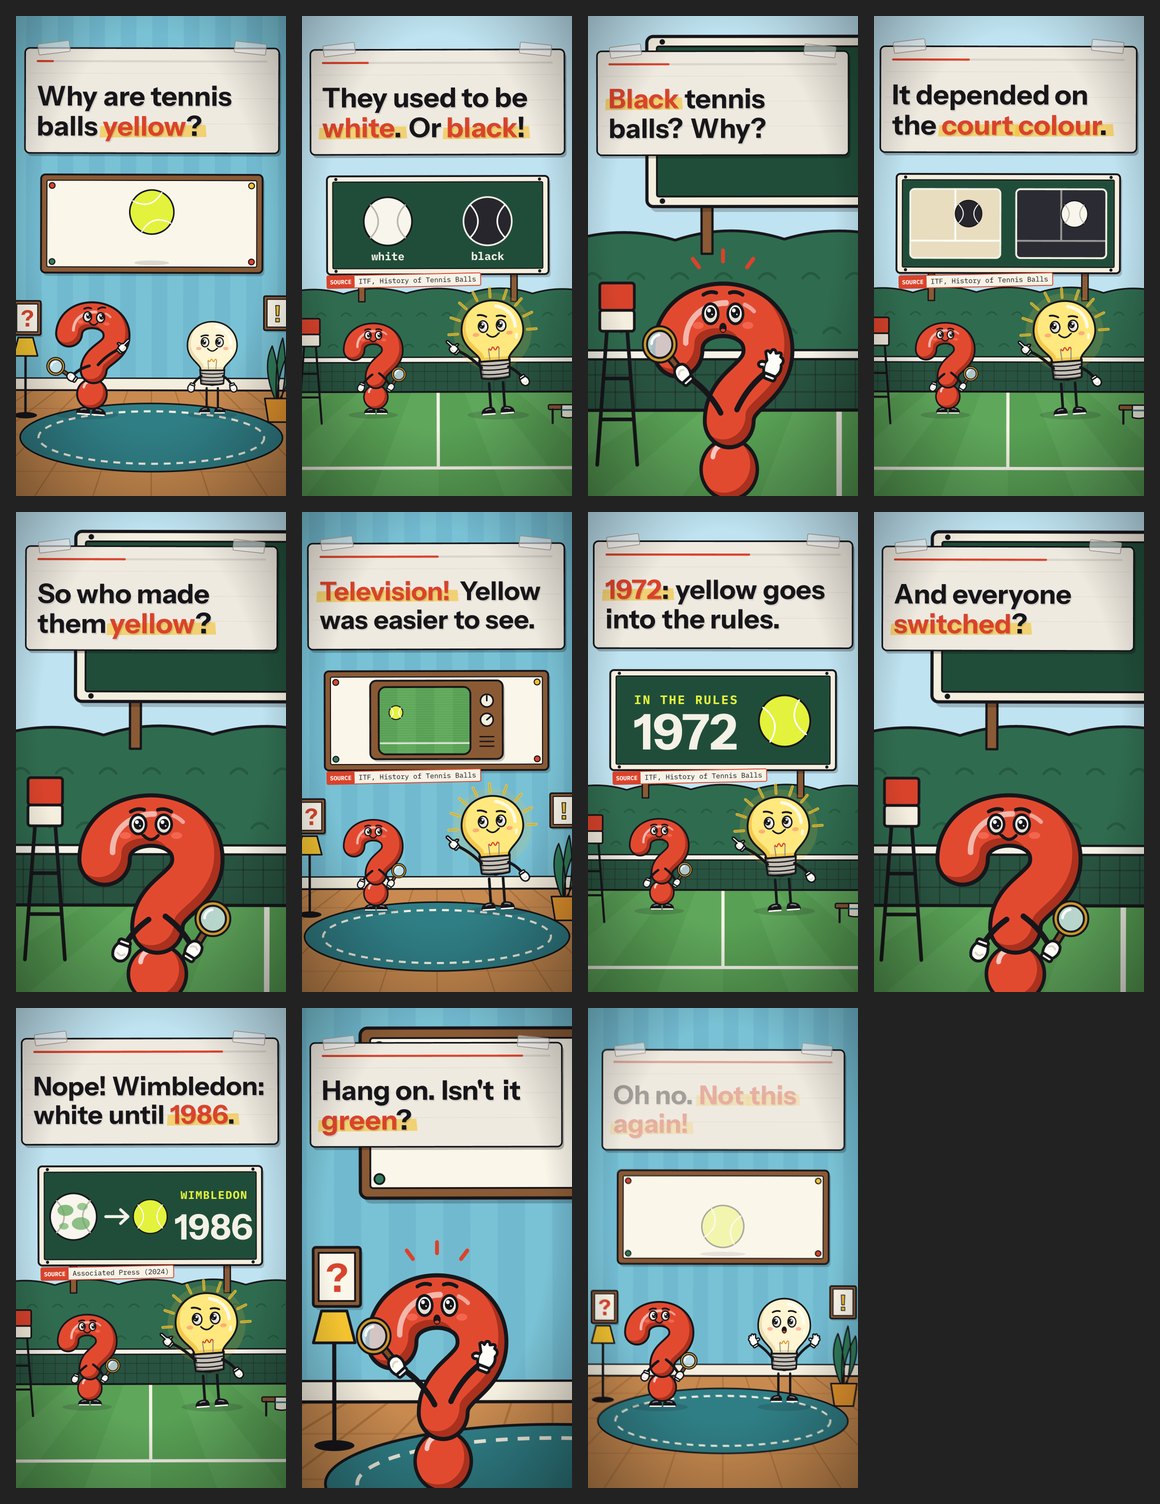 Why are tennis
balls yellow?
?
!
They used to be
white. Or black!
white
black
SOURCE ITF, History of Tennis Balls
Black tennis
balls? Why?
It depended on
the court colour.
SOURCE ITF, History of Tennis Balls
So who made
them yellow?
Television! Yellow
was easier to see.
SOURCE ITF, History of Tennis Balls
?
!
1972: yellow goes
into the rules.
IN THE RULES
1972
SOURCE ITF, History of Tennis Balls
And everyone
switched?
Nope! Wimbledon:
white until 1986.
WIMBLEDON
1986
SOURCE Associated Press (2024)
Hang on. Isn't it
green?
?
Oh no. Not this
again!
?
!